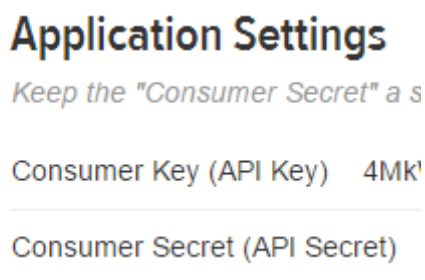 Application Settings
Keep the "Consumer Secret" a s
Consumer Key (API Key) 4Mk
Consumer Secret (API Secret)